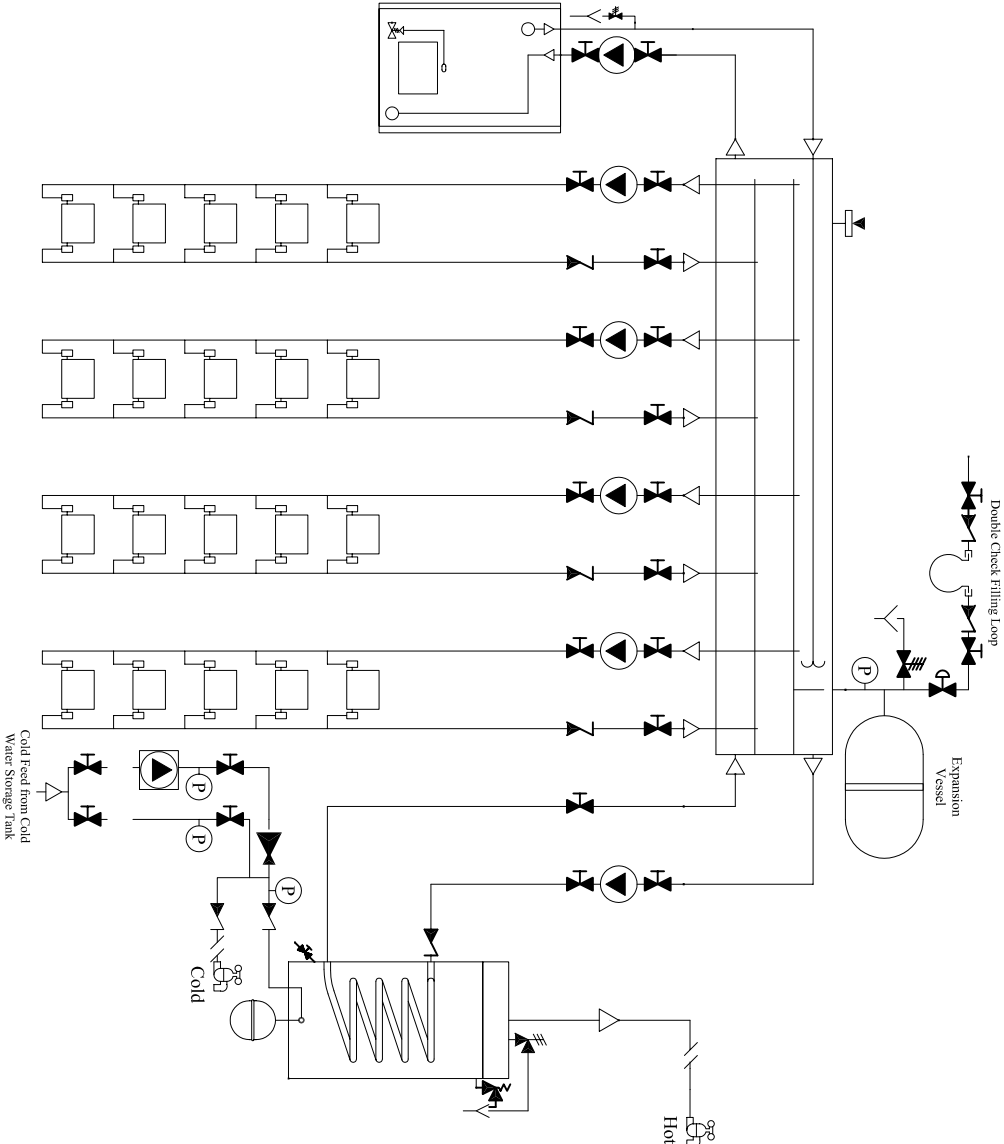 Double Check Filling Loop
Expansion
Vessel
P
Cold Feed from Cold
Water Storage Tank
P
P
P
Cold
Hot